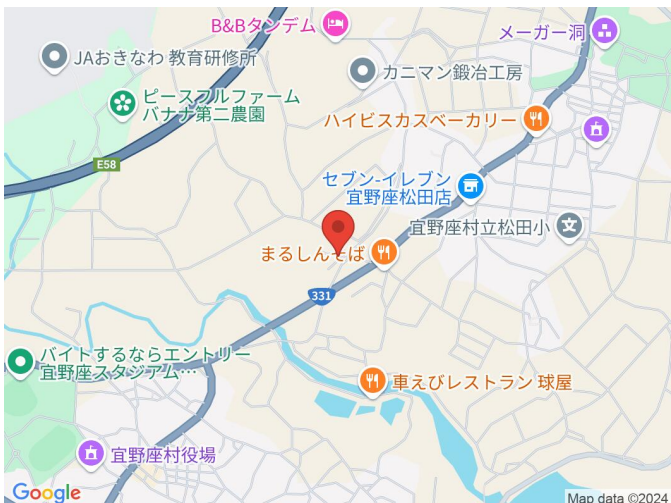 B&Bタンデム
メーガー洞
JAおきなわ 教育研修所
カニマン鍛冶工房
ピースフルファーム
バナナ第二農園
ハイビスカスベーカリー
E58
セブン-イレブン
宜野座松田店
宜野座村立松田小
まるしんそば
331
バイトするならエントリー
宜野座スタジアム…
車えびレストラン 球屋
宜野座村役場
Google
Map data ©2024